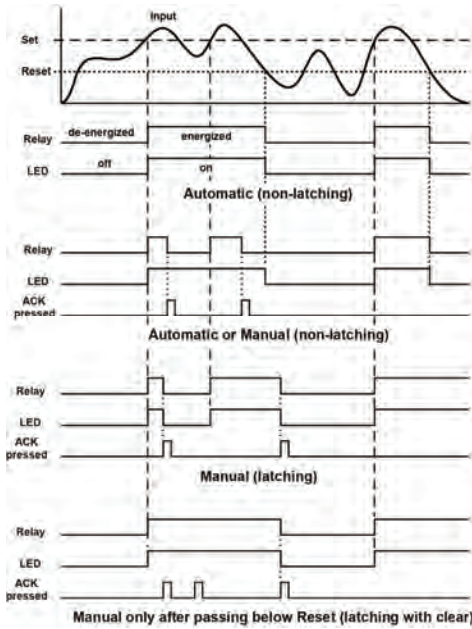 Input
Set
Reset
de-energized energized
Relay
off on
LED
Automatic (non-latching)
Relay
LED
ACK
pressed
Automatic or Manual (non-latching)
Relay
LED
ACK
pressed
Manual (latching)
Relay
LED
ACK
pressed
Manual only after passing below Reset (latching with clear